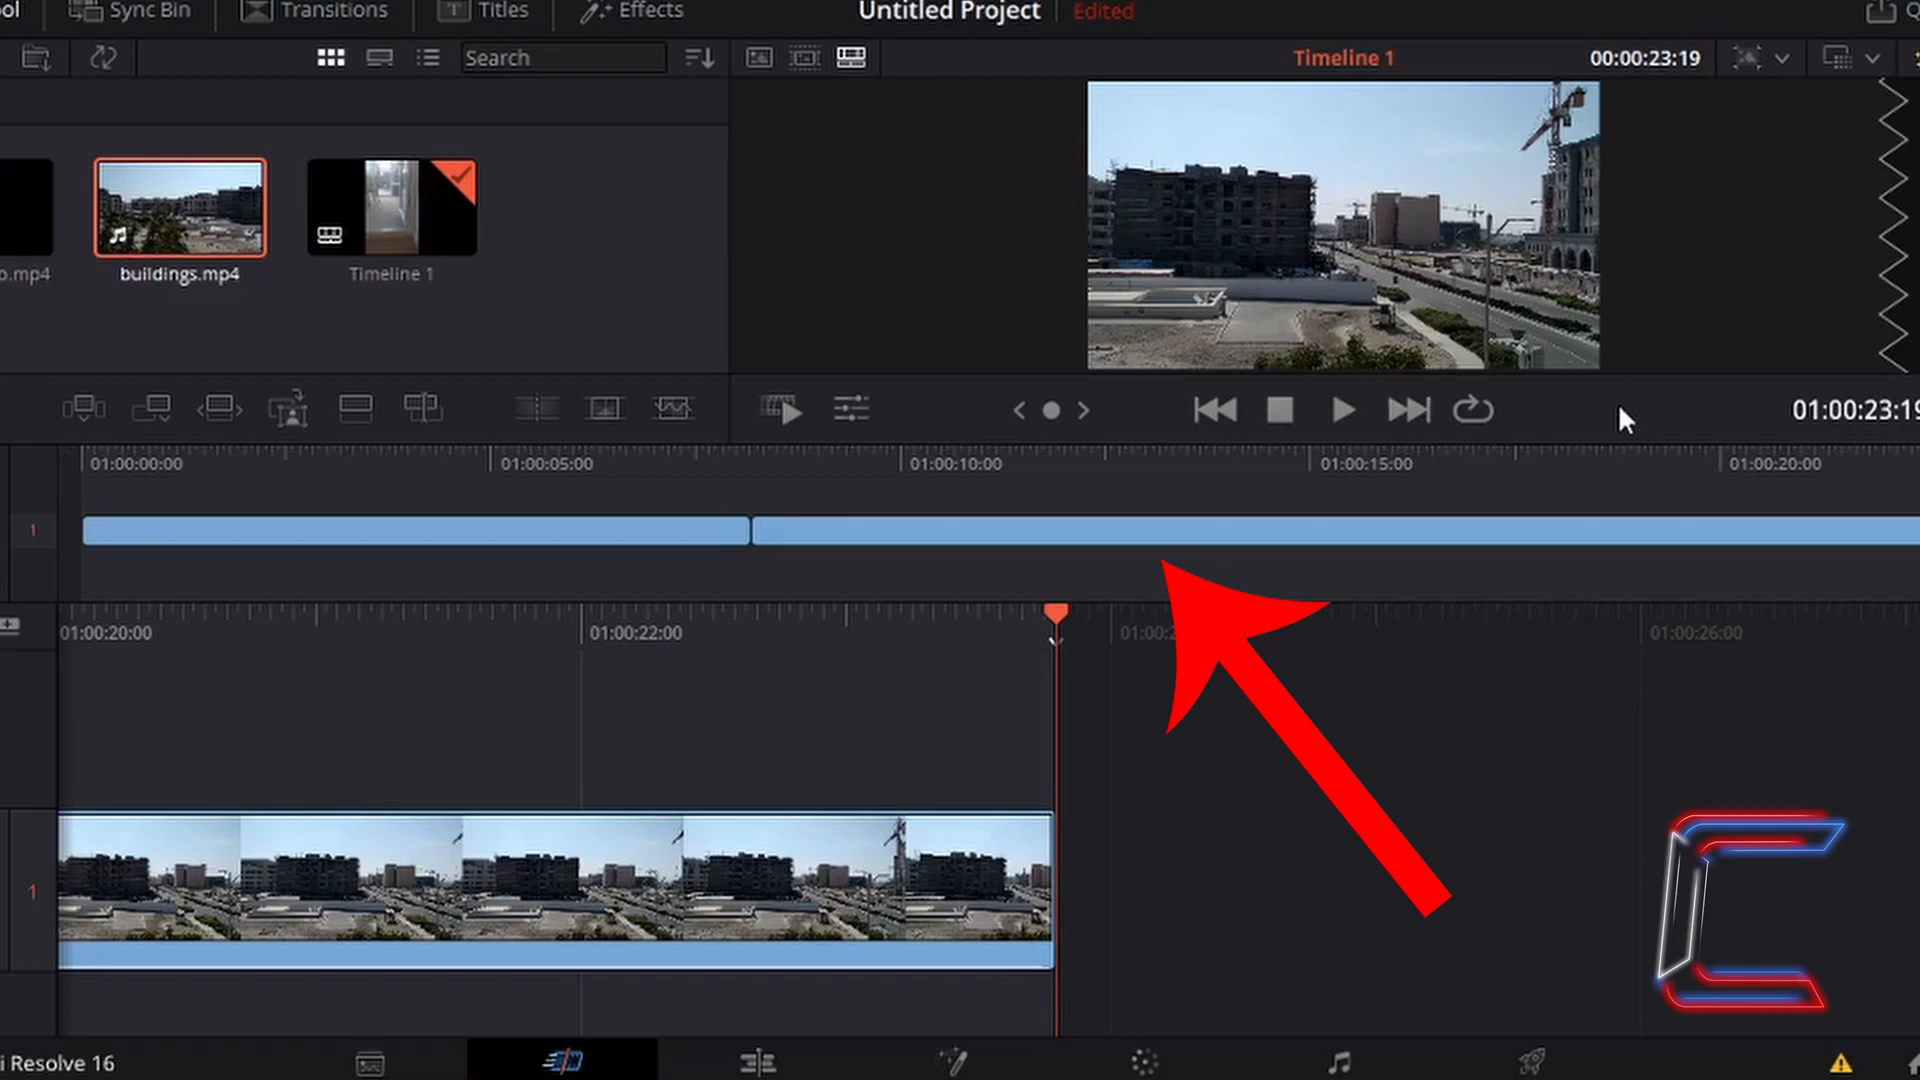 ol Sync Bin Transitions Titles Effects Untitled Project Edited
Search Timeline 1 00:00:23:19
o.mp4 buildings.mp4 Timeline 1
01:00:23:19
01:00:00:00 01:00:05:00 01:00:10:00 01:00:15:00 01:00:20:00
1
01:00:20:00 01:00:22:00 01:00:2 01:00:26:00
1
i Resolve 16